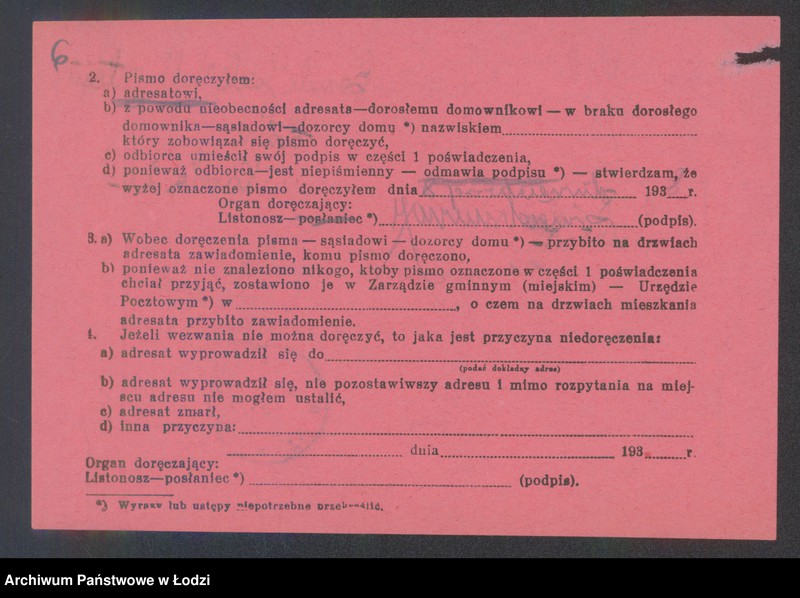 6
2. Pismo doręczyłem:
a) adresatowi,
b) z powodu nieobecności adresata—dorosłemu domownikowi — w braku dorosłego
domownika—sąsiadowi—dozorcy domu *) nazwiskiem
który zobowiązał się pismo doręczyć,
c) odbiorca umieścił swój podpis w części 1 poświadczenia,
d) ponieważ odbiorca—jest niepiśmienny — odmawia podpisu *) — stwierdzam, że
wyżej oznaczone pismo doręczyłem dnia 193 r.
Organ doręczający:
Listonosz—posłaniec *) (podpis).
3. a) Wobec doręczenia pisma — sąsiadowi — dozorcy domu *) — przybito na drzwiach
adresata zawiadomienie, komu pismo doręczono,
b) ponieważ nie znaleziono nikogo, ktoby pismo oznaczone w części 1 poświadczenia
chciał przyjąć, zostawiono je w Zarządzie gminnym (miejskim) — Urzędzie
Pocztowym *) w , o czem na drzwiach mieszkania
adresata przybito zawiadomienie.
4. Jeżeli wezwania nie można doręczyć, to jaka jest przyczyna niedoręczenia:
a) adresat wyprowadził się do
(podać dokładny adres)
b) adresat wyprowadził się, nie pozostawiwszy adresu i mimo rozpytania na miej-
scu adresu nie mogłem ustalić,
c) adresat zmarł,
d) inna przyczyna:
dnia 193 r.
Organ doręczający:
Listonosz—posłaniec *) (podpis).
*) Wyrazy lub ustępy niepotrzebne przekreślić.
Archiwum Państwowe w Łodzi